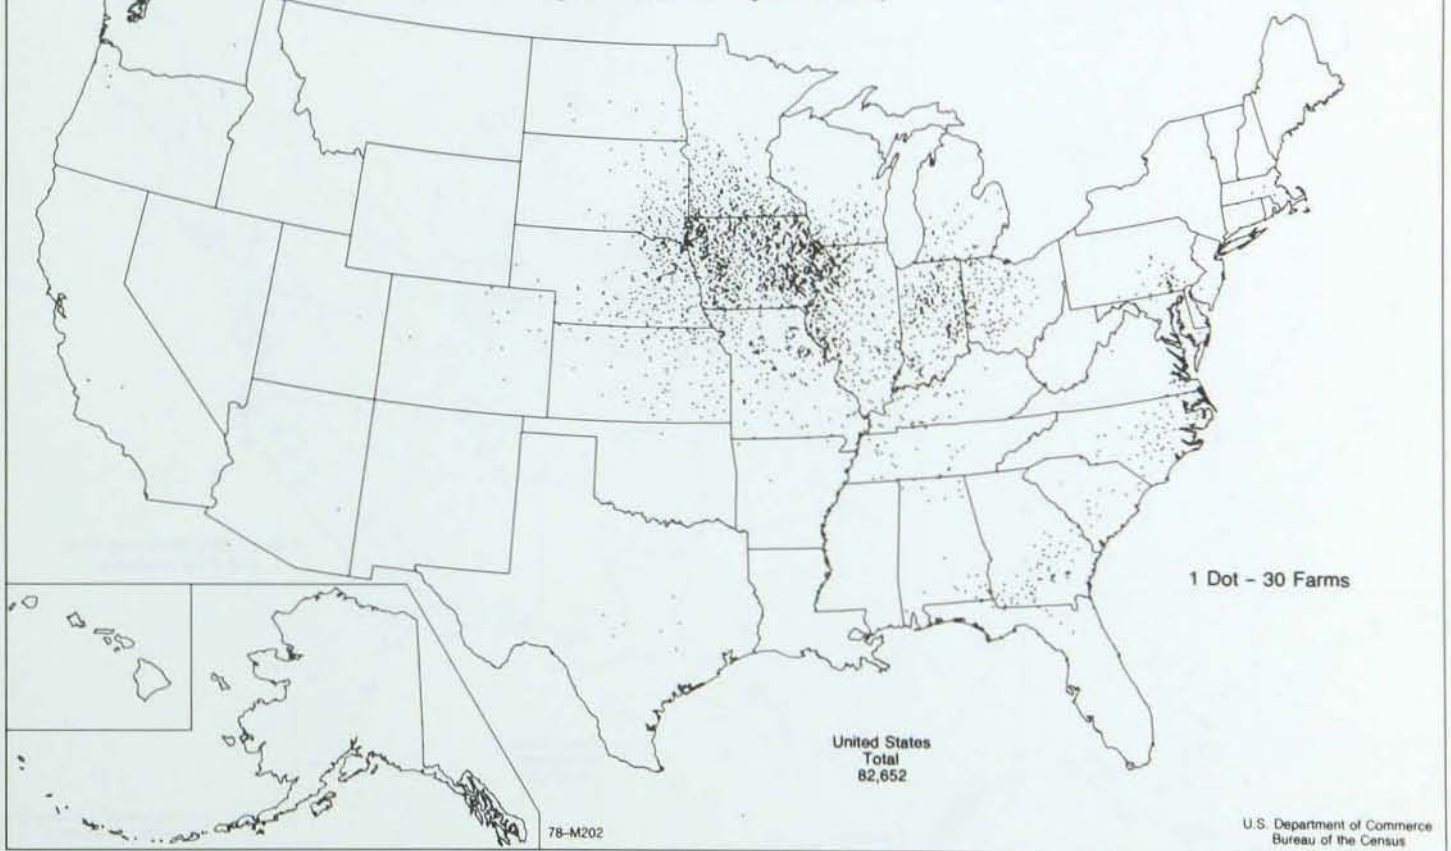 1 Dot – 30 Farms
United States
Total
82,652
78-M202
U.S. Department of Commerce
Bureau of the Census